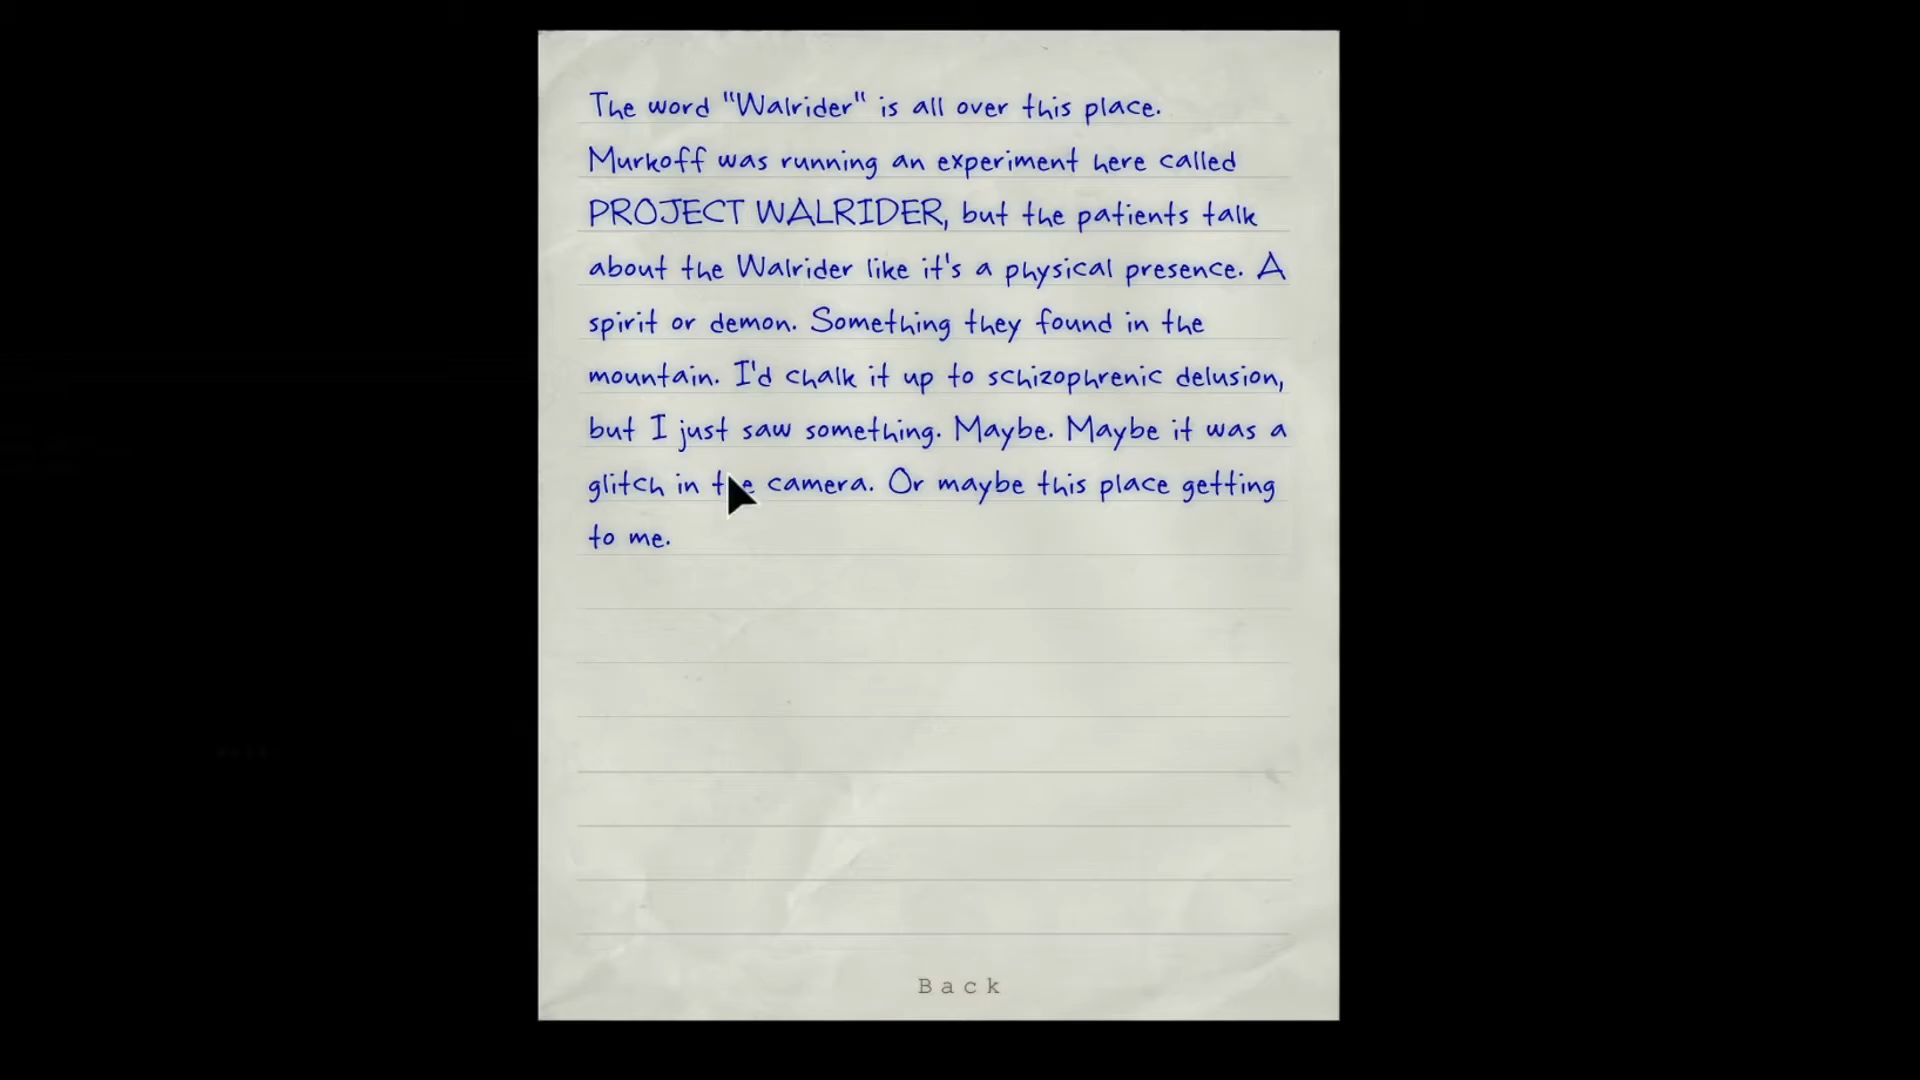 The word "Walrider" is all over this place.
Murkoff was running an experiment here called
PROJECT WALRIDER, but the patients talk
about the Walrider like it's a physical presence. A
spirit or demon. Something they found in the
mountain. I'd chalk it up to schizophrenic delusion,
but I just saw something. Maybe. Maybe it was a
glitch in the camera. Or maybe this place getting
to me.
Back